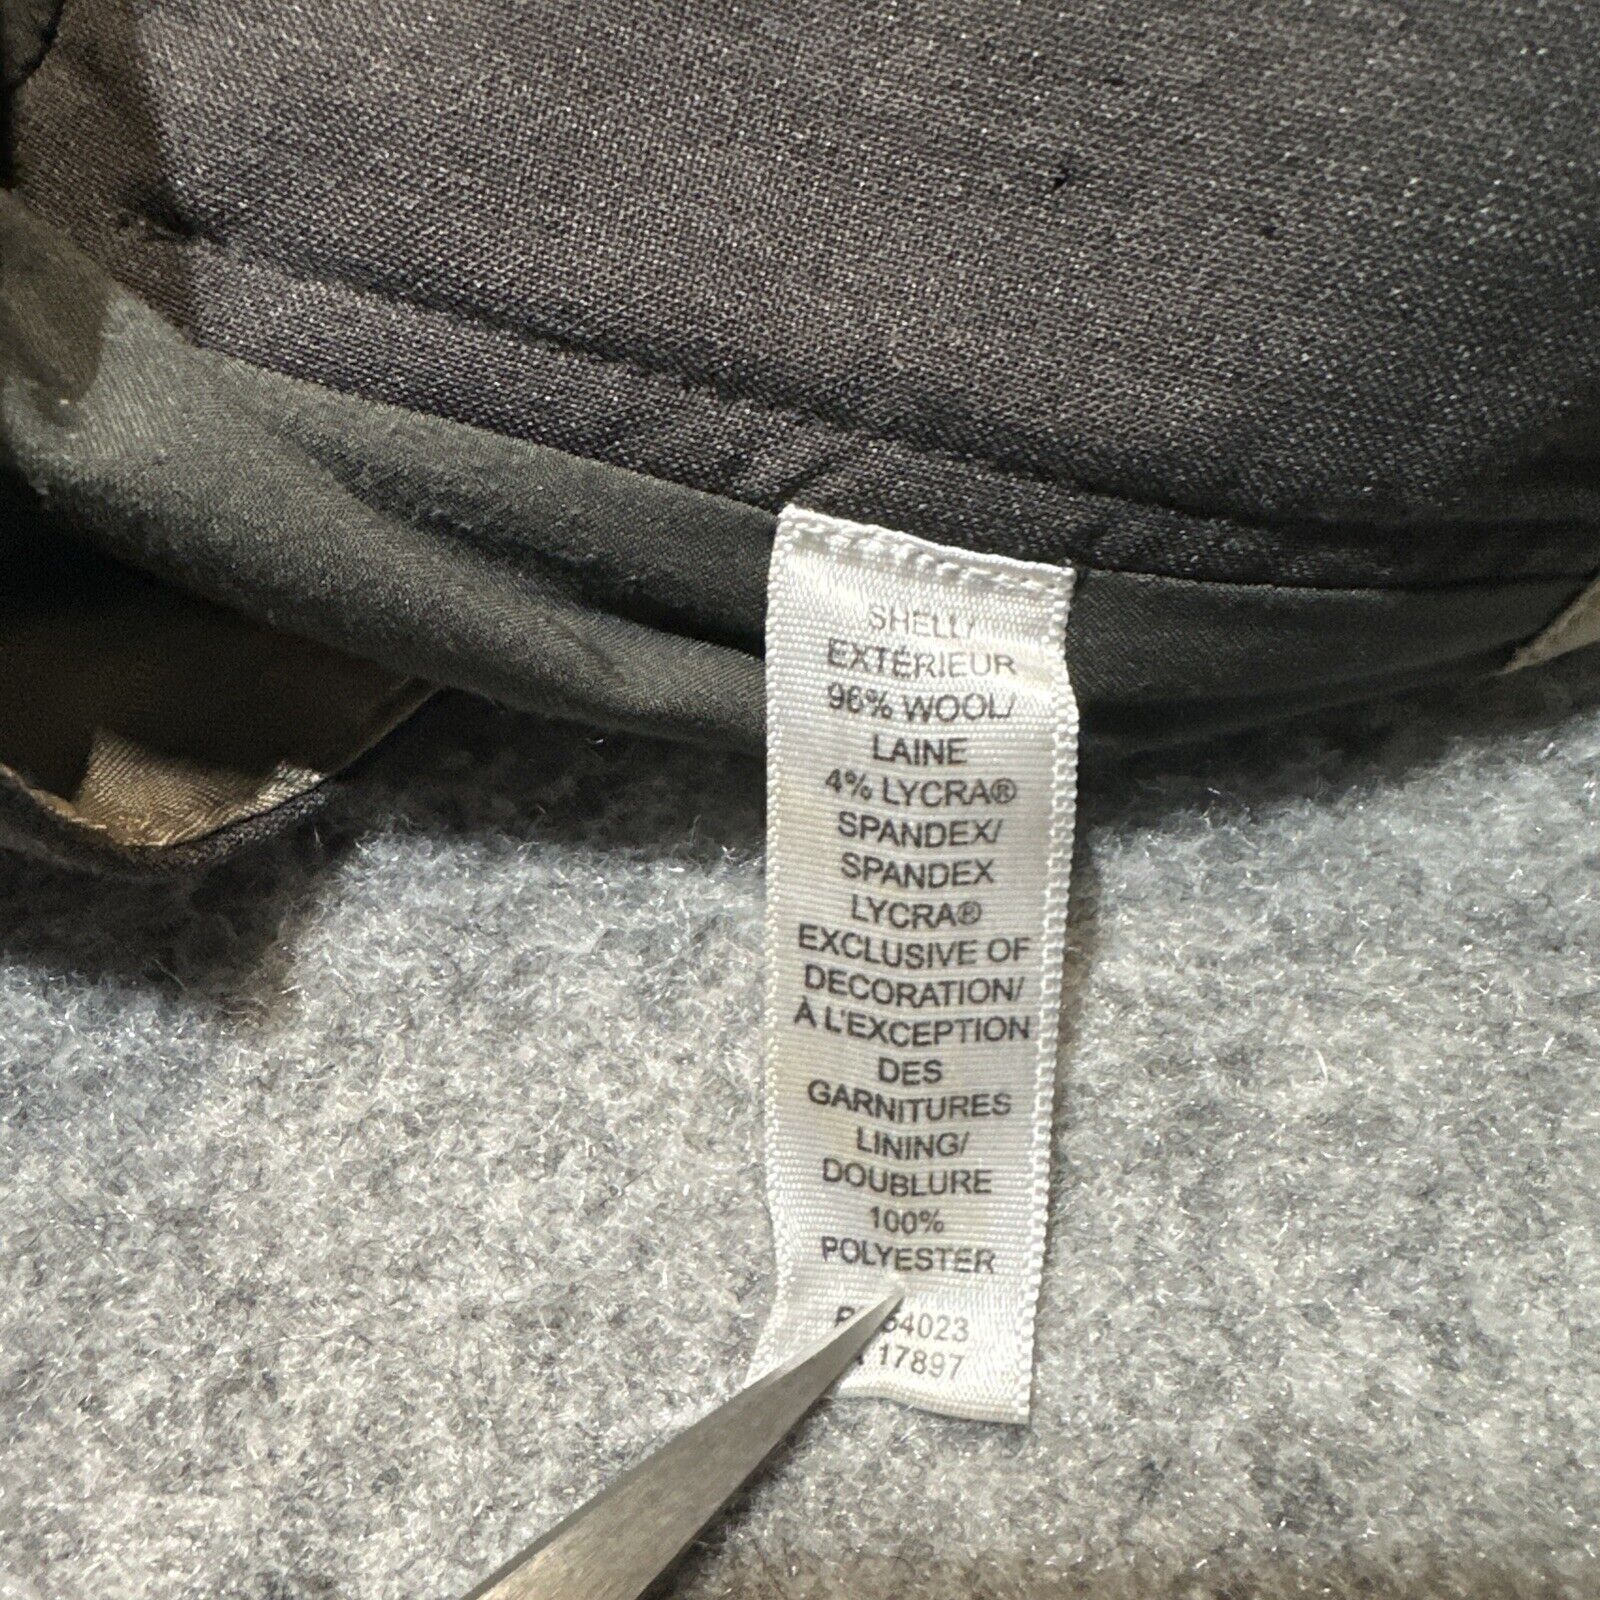 SHELL/
EXTÉRIEUR
96% WOOL/
LAINE
4% LYCRA®
SPANDEX/
SPANDEX
LYCRA®
EXCLUSIVE OF
DECORATION/
À L'EXCEPTION
DES
GARNITURES
LINING/
DOUBLURE
100%
POLYESTER
17897